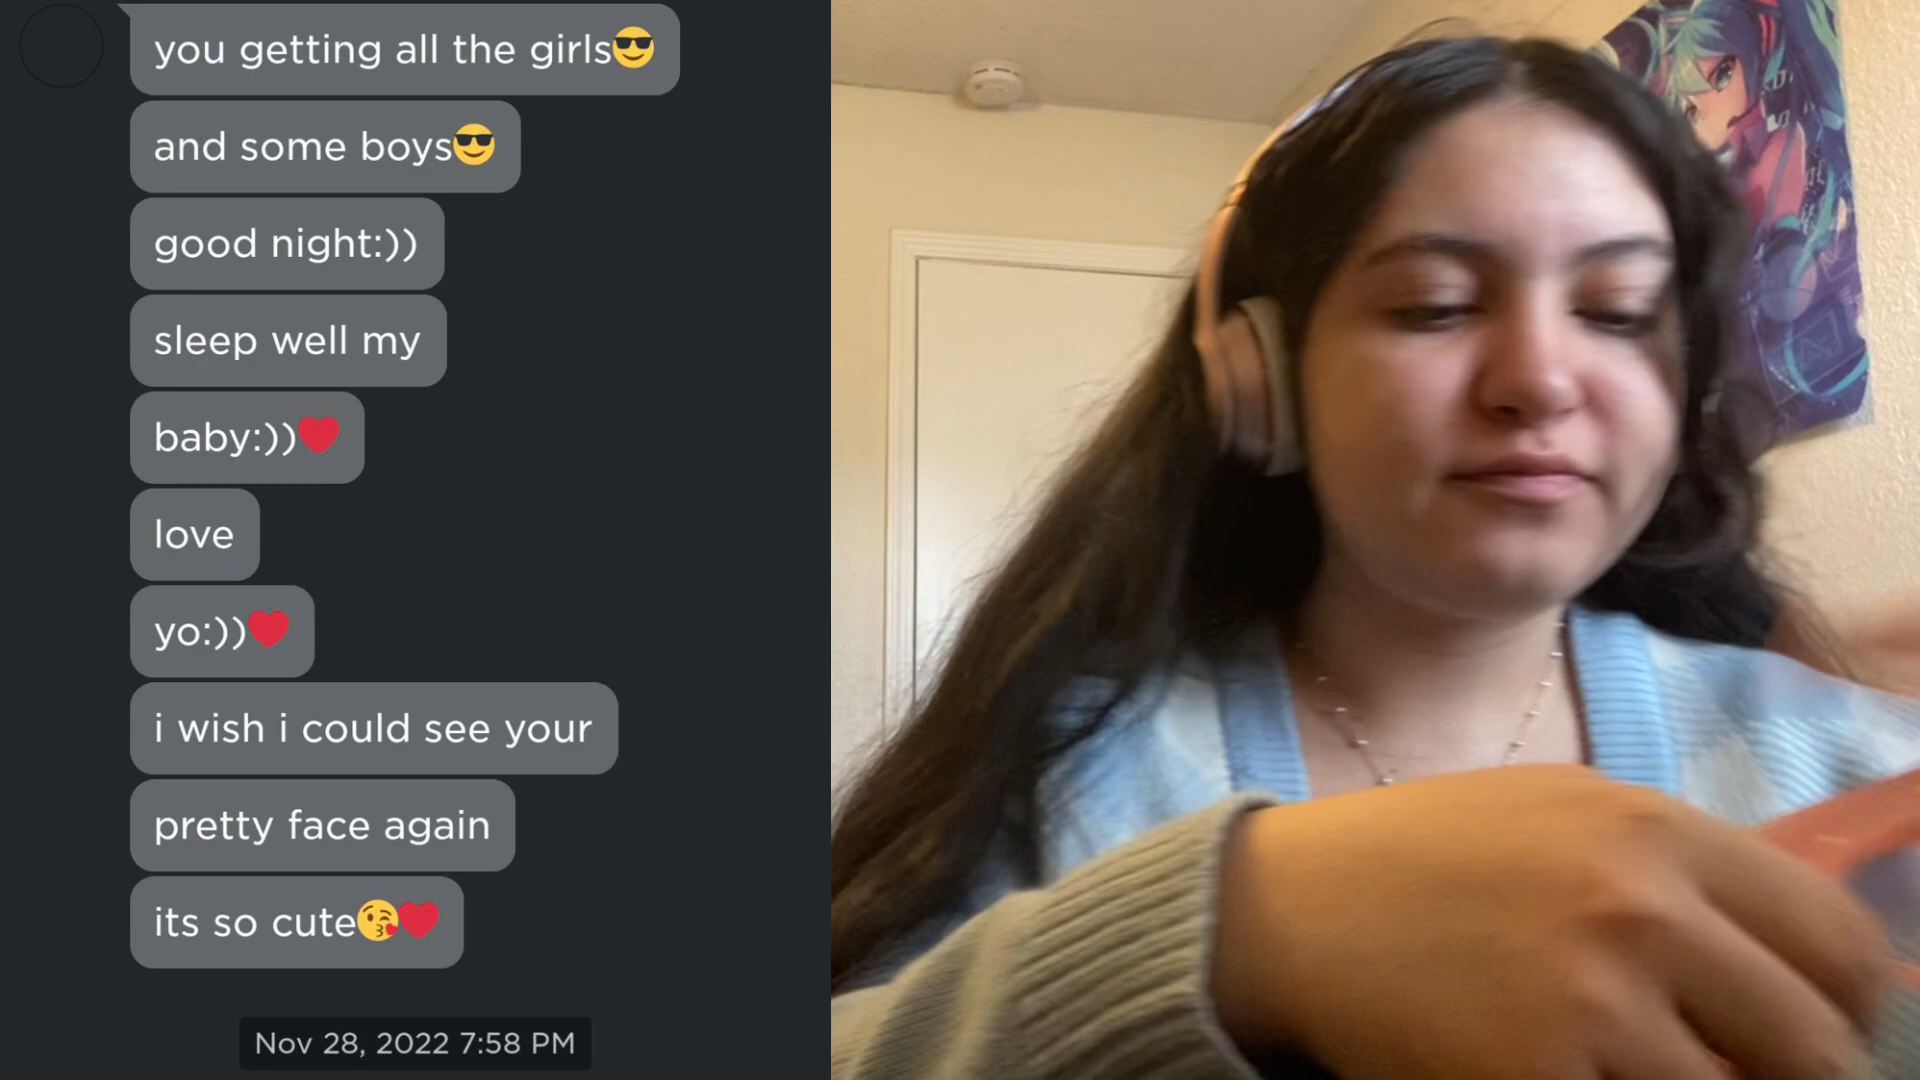 you getting all the girls😎
and some boys😎
good night:))
sleep well my
baby:))❤️
love
yo:))❤️
i wish i could see your
pretty face again
its so cute😘❤️
Nov 28, 2022 7:58 PM